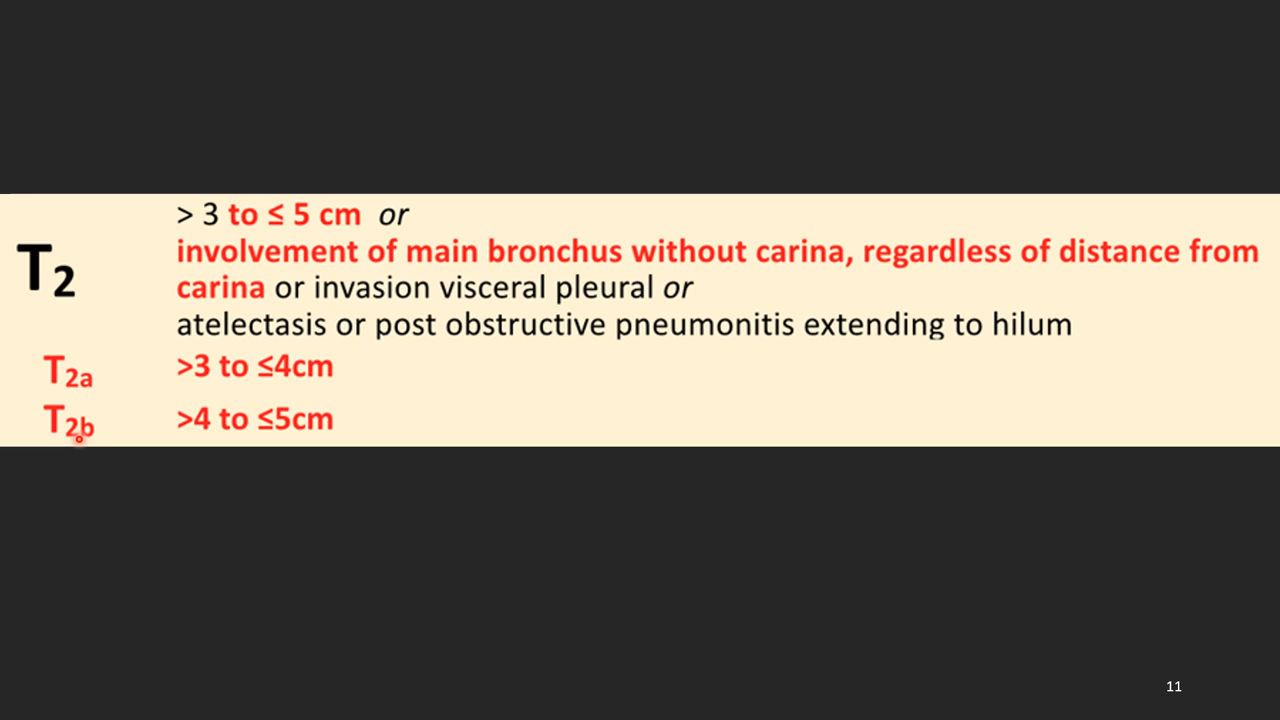 > 3 to ≤ 5 cm or
T2
involvement of main bronchus without carina, regardless of distance from
carina or invasion visceral pleural or
atelectasis or post obstructive pneumonitis extending to hilum
T2a >3 to ≤4cm
T2b >4 to ≤5cm
11